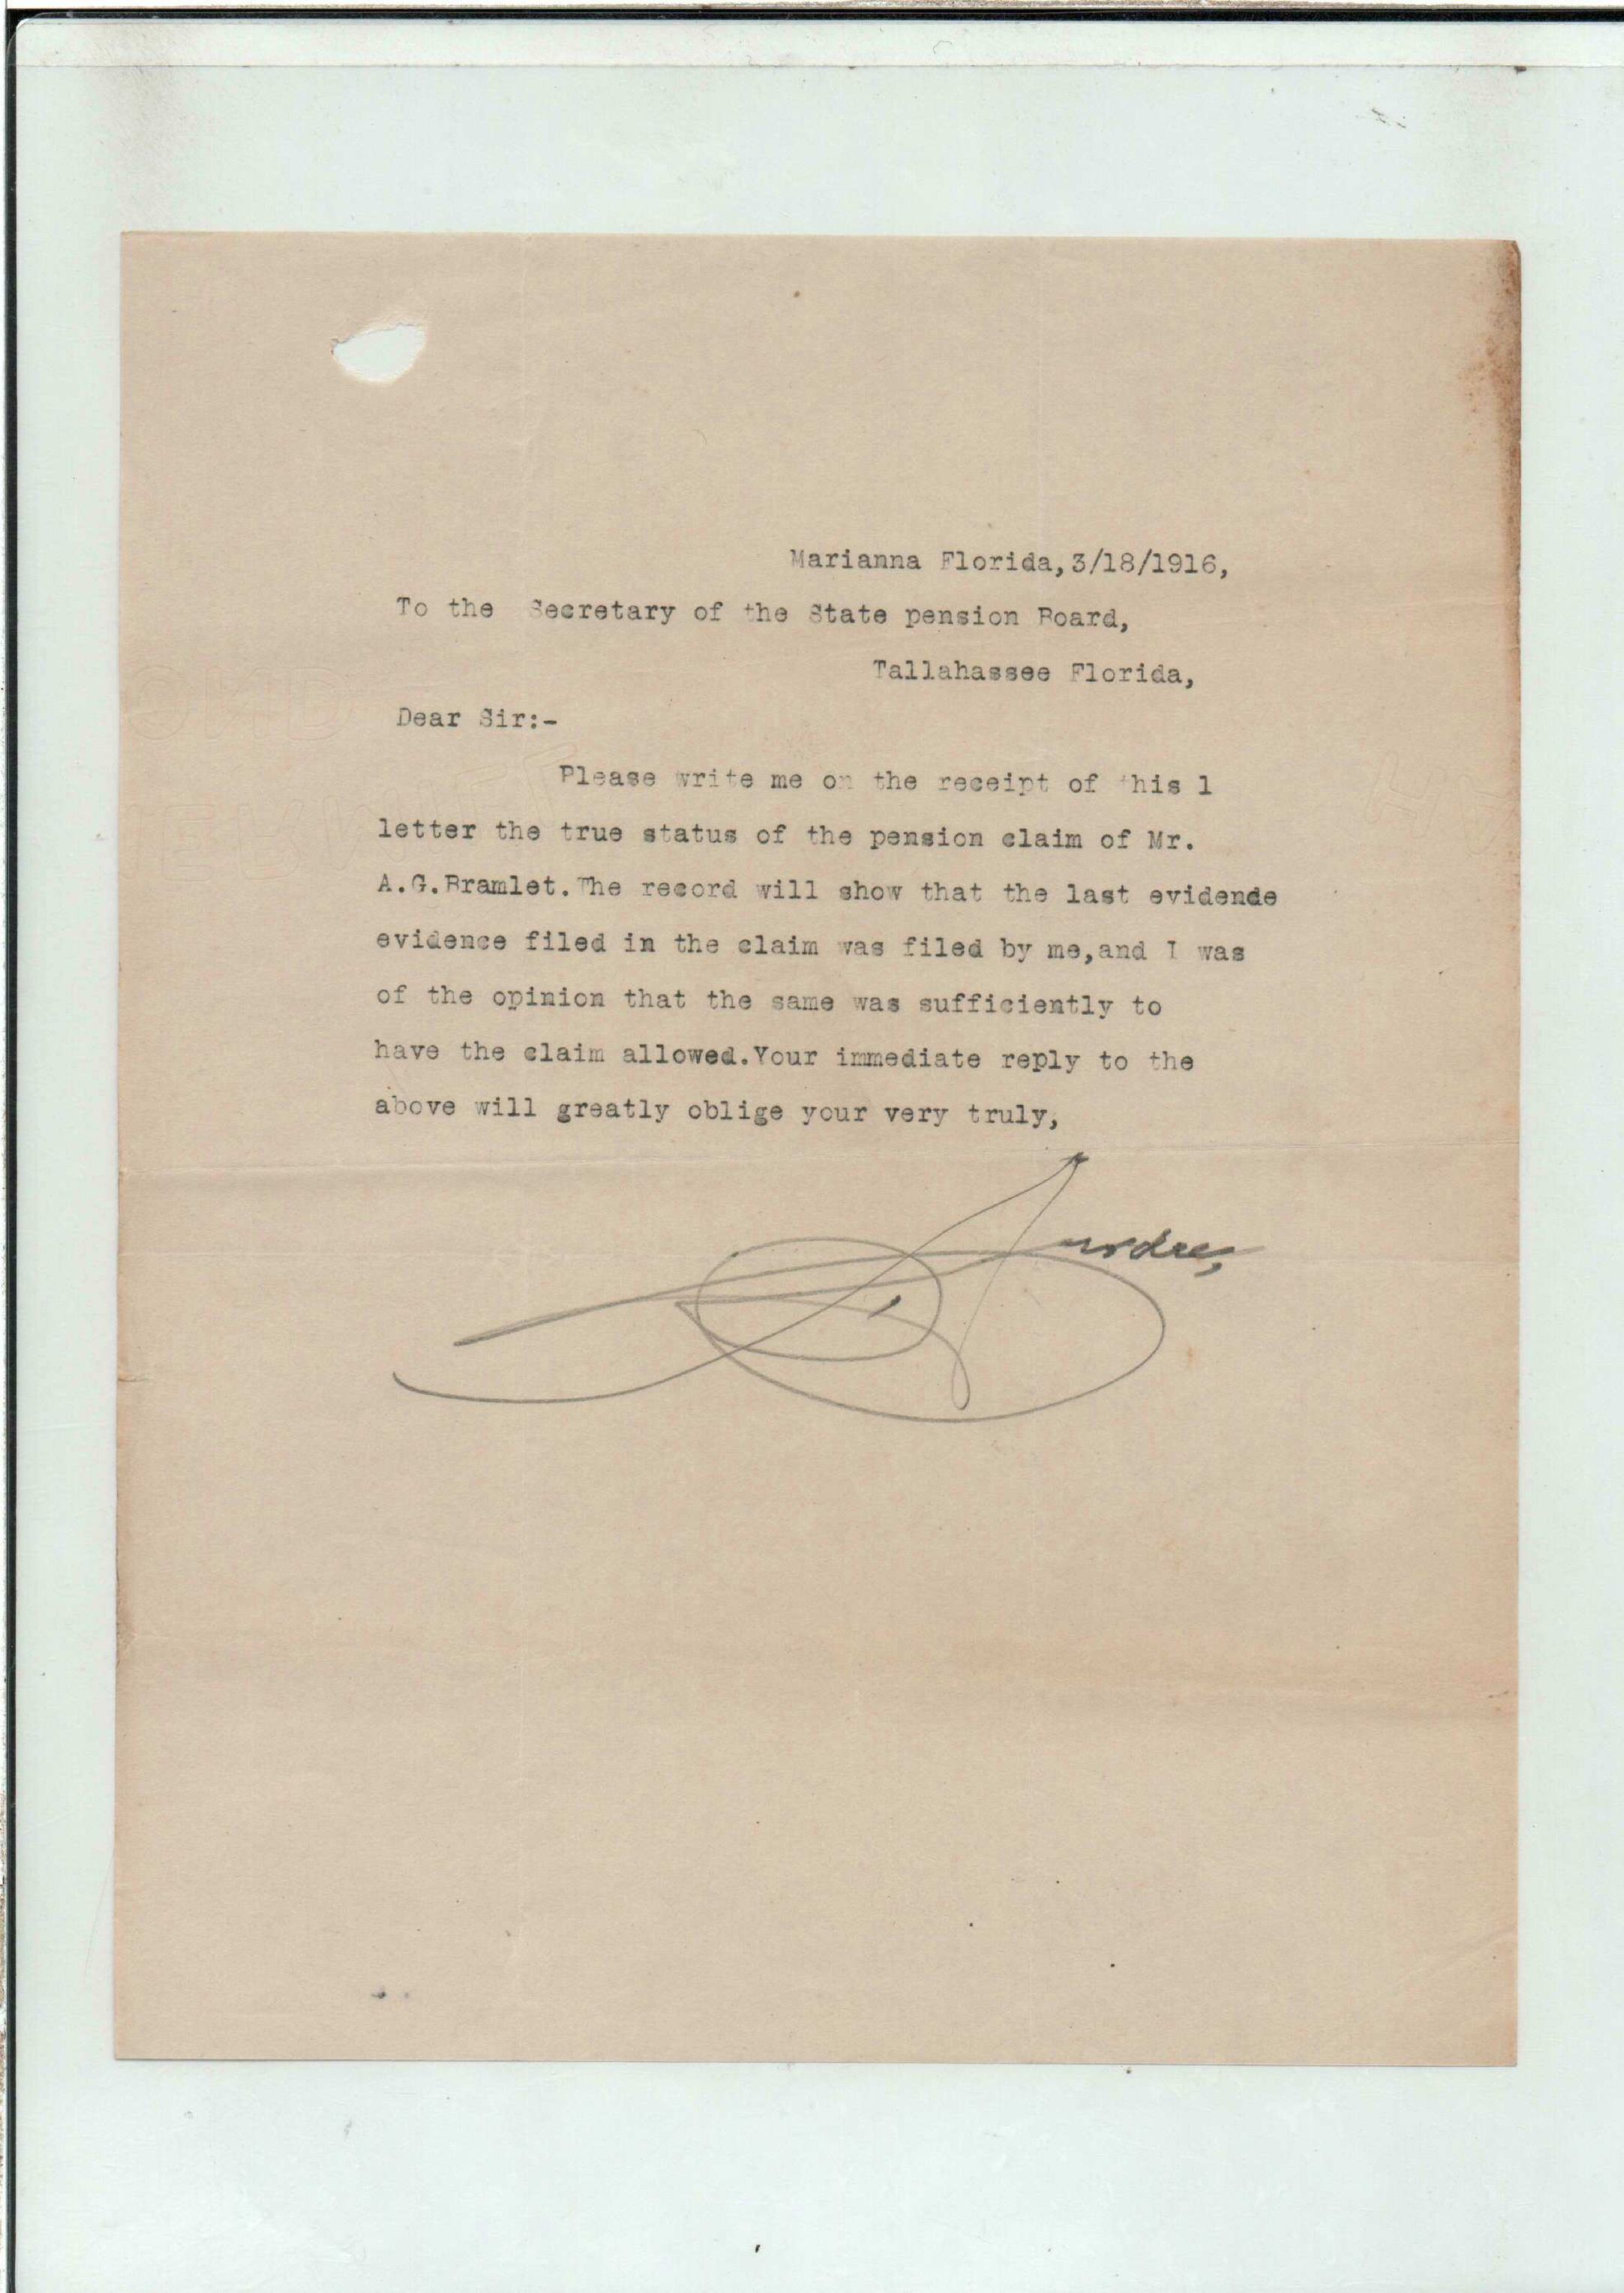 Marianna Florida,3/18/1916,
To the Secretary of the State pension Board,
Tallahassee Florida,
Dear Sir:-
Please write me on the receipt of this l
letter the true status of the pension claim of Mr.
A.G.Bramlet.The record will show that the last evidende
evidence filed in the claim was filed by me,and I was
of the opinion that the same was sufficiently to
have the claim allowed.Your immediate reply to the
above will greatly oblige your very truly,